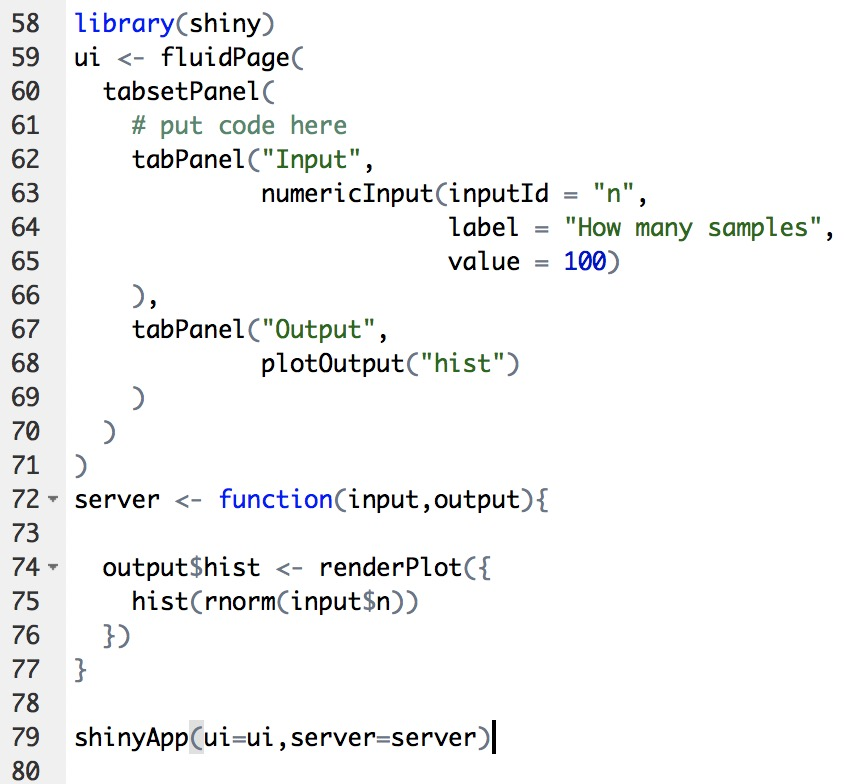 58 library(shiny)
59 ui <- fluidPage(
60   tabsetPanel(
61     # put code here
62     tabPanel("Input",
63              numericInput(inputId = "n",
64                           label = "How many samples",
65                           value = 100)
66     ),
67     tabPanel("Output",
68              plotOutput("hist")
69     )
70   )
71 )
72 server <- function(input,output){
73
74   output$hist <- renderPlot({
75     hist(rnorm(input$n))
76   })
77 }
78
79 shinyApp(ui=ui,server=server)
80